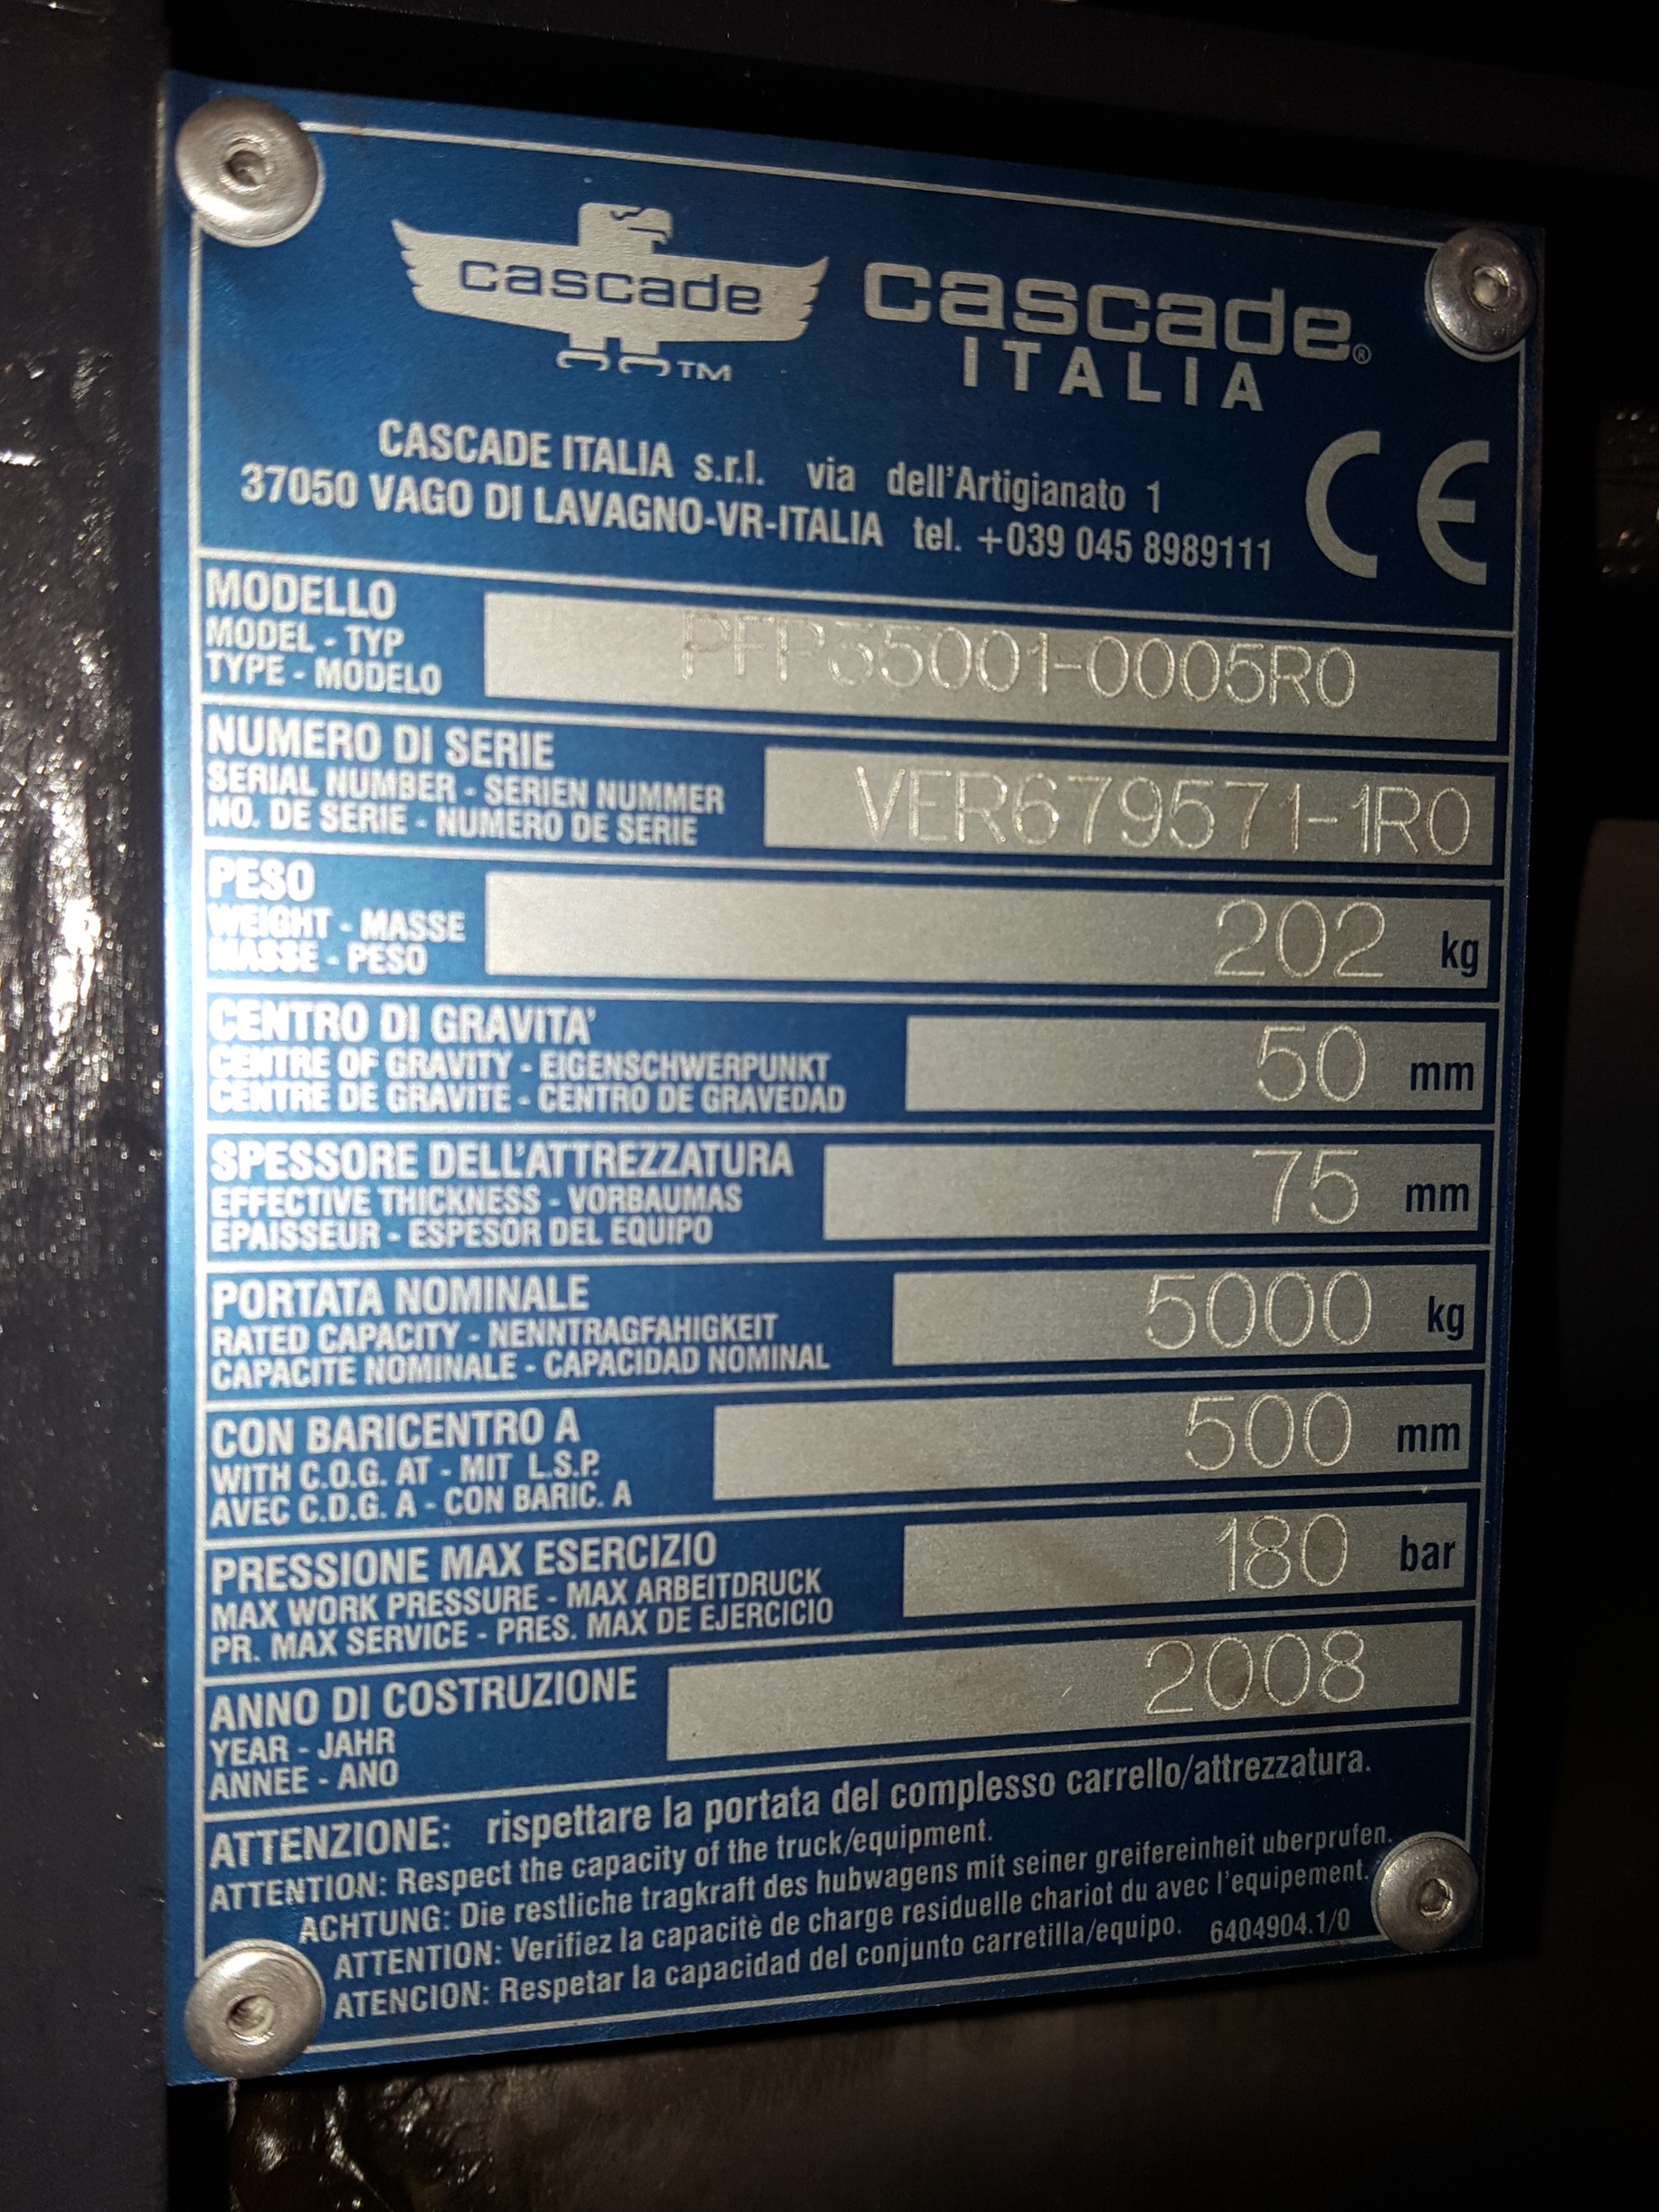 cascade
TM
cascade®
ITALIA
CASCADE ITALIA s.r.l. via dell'Artigianato 1
37050 VAGO DI LAVAGNO-VR-ITALIA tel. +039 045 8989111
CE
MODELLO
MODEL - TYP
TYPE - MODELO
PFP35001-0005R0
NUMERO DI SERIE
SERIAL NUMBER - SERIEN NUMMER
NO. DE SERIE - NUMERO DE SERIE
VER679571-1R0
PESO
WEIGHT - MASSE
MASSE - PESO
202 kg
CENTRO DI GRAVITA'
CENTRE OF GRAVITY - EIGENSCHWERPUNKT
CENTRE DE GRAVITE - CENTRO DE GRAVEDAD
50 mm
SPESSORE DELL'ATTREZZATURA
EFFECTIVE THICKNESS - VORBAUMAS
EPAISSEUR - ESPESOR DEL EQUIPO
75 mm
PORTATA NOMINALE
RATED CAPACITY - NENNTRAGFAHIGKEIT
CAPACITE NOMINALE - CAPACIDAD NOMINAL
5000 kg
CON BARICENTRO A
WITH C.O.G. AT - MIT L.S.P.
AVEC C.D.G. A - CON BARIC. A
500 mm
PRESSIONE MAX ESERCIZIO
MAX WORK PRESSURE - MAX ARBEITDRUCK
PR. MAX SERVICE - PRES. MAX DE EJERCICIO
180 bar
ANNO DI COSTRUZIONE
YEAR - JAHR
ANNEE - ANO
2008
ATTENZIONE: rispettare la portata del complesso carrello/attrezzatura.
ATTENTION: Respect the capacity of the truck/equipment.
ACHTUNG: Die restliche tragkraft des hubwagens mit seiner greifereinheit uberprufen.
ATTENTION: Verifiez la capacitè de charge residuelle chariot du avec l'equipement.
ATENCION: Respetar la capacidad del conjunto carretilla/equipo. 6404904.1/0